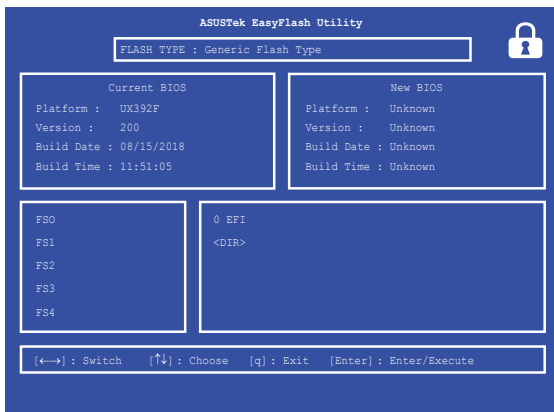 ASUSTek EasyFlash Utility
FLASH TYPE : Generic Flash Type
Current BIOS
Platform : UX392F
Version : 200
Build Date : 08/15/2018
Build Time : 11:51:05
New BIOS
Platform : Unknown
Version : Unknown
Build Date : Unknown
Build Time : Unknown
FSO
FS1
FS2
FS3
FS4
0 EFI
<DIR>
[←→] : Switch [↑↓] : Choose [q] : Exit [Enter] : Enter/Execute